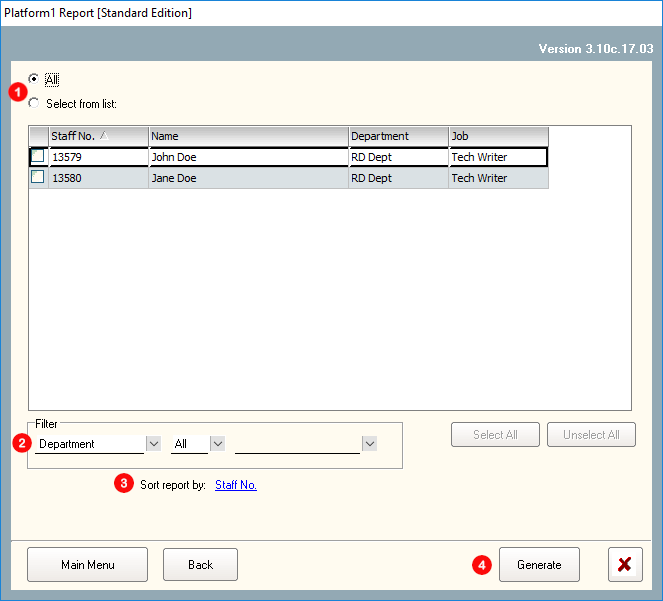 Platform1 Report [Standard Edition]
Version 3.10c.17.03
1
All
Select from list:
Staff No. Name Department Job
13579 John Doe RD Dept Tech Writer
13580 Jane Doe RD Dept Tech Writer
Filter
2 Department All
Select All Unselect All
3 Sort report by: Staff No.
Main Menu Back 4 Generate X